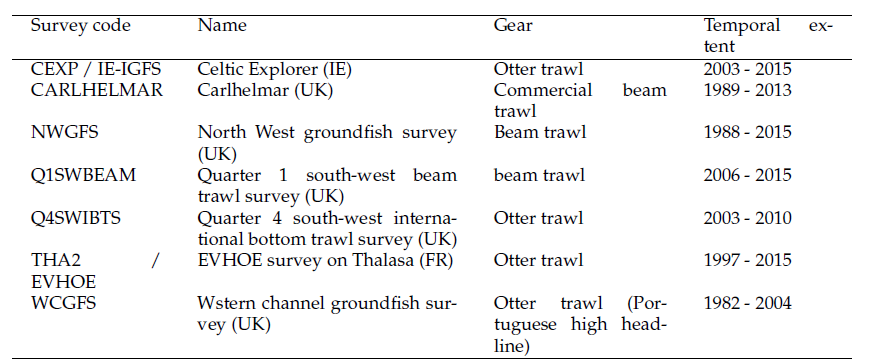 Survey code Name Gear Temporal ex-
tent
CEXP / IE-IGFS Celtic Explorer (IE) Otter trawl 2003 - 2015
CARLHELMAR Carlhelmar (UK) Commercial beam 1989 - 2013
trawl
NWGFS North West groundfish survey Beam trawl 1988 - 2015
(UK)
Q1SWBEAM Quarter 1 south-west beam beam trawl 2006 - 2015
trawl survey (UK)
Q4SWIBTS Quarter 4 south-west interna- Otter trawl 2003 - 2010
tional bottom trawl survey (UK)
THA2 / EVHOE survey on Thalasa (FR) Otter trawl 1997 - 2015
EVHOE
WCGFS Wstern channel groundfish sur- Otter trawl (Por- 1982 - 2004
vey (UK) tuguese high head-
line)